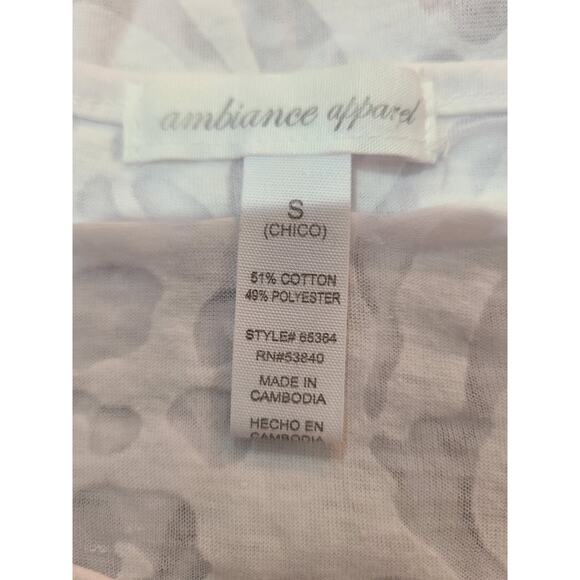 ambiance apparel
S
(CHICO)
51% COTTON
49% POLYESTER
STYLE# 65364
RN#53840
MADE IN
CAMBODIA
HECHO EN
CAMBODIA